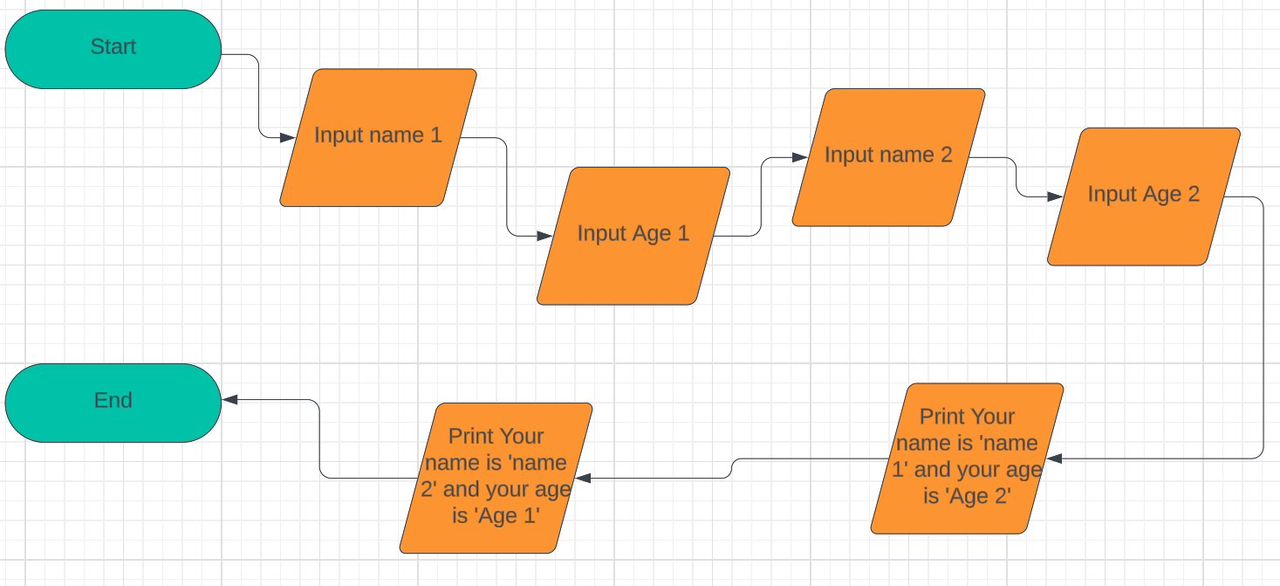 Start
Input name 1
Input Age 1
Input name 2
Input Age 2
Print Your
name is 'name
1' and your age
is 'Age 2'
Print Your
name is 'name
2' and your age
is 'Age 1'
End